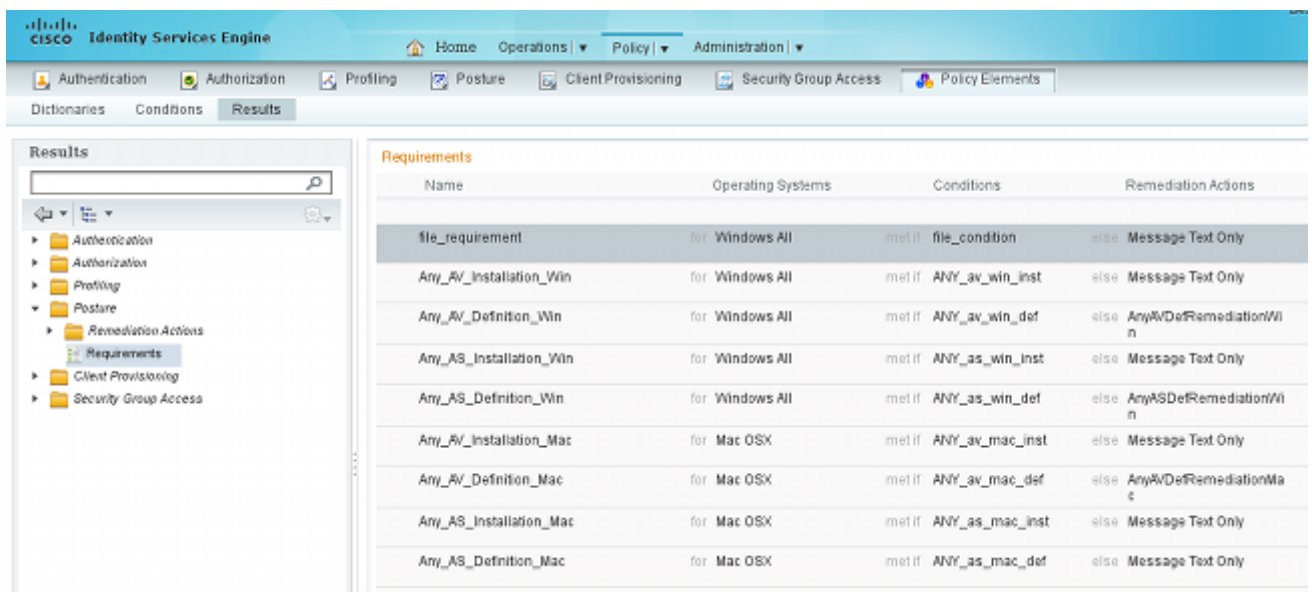 CISCO Identity Services Engine
Home Operations | ▾ Policy | ▾ Administration | ▾
Authentication Authorization Profiling Posture Client Provisioning Security Group Access Policy Elements
Dictionaries Conditions Results
Results
Authentication
Authorization
Profiling
Posture
Remediation Actions
Requirements
Client Provisioning
Security Group Access
Requirements
Name Operating Systems Conditions Remediation Actions
file_requirement for Windows All met if file_condition else Message Text Only
Any_AV_Installation_Win for Windows All met if ANY_av_win_inst else Message Text Only
Any_AV_Definition_Win for Windows All met if ANY_av_win_def else AnyAVDefRemediationWi
n
Any_AS_Installation_Win for Windows All met if ANY_as_win_inst else Message Text Only
Any_AS_Definition_Win for Windows All met if ANY_as_win_def else AnyASDefRemediationWi
n
Any_AV_Installation_Mac for Mac OSX met if ANY_av_mac_inst else Message Text Only
Any_AV_Definition_Mac for Mac OSX met if ANY_av_mac_def else AnyAVDefRemediationMa
c
Any_AS_Installation_Mac for Mac OSX met if ANY_as_mac_inst else Message Text Only
Any_AS_Definition_Mac for Mac OSX met if ANY_as_mac_def else Message Text Only